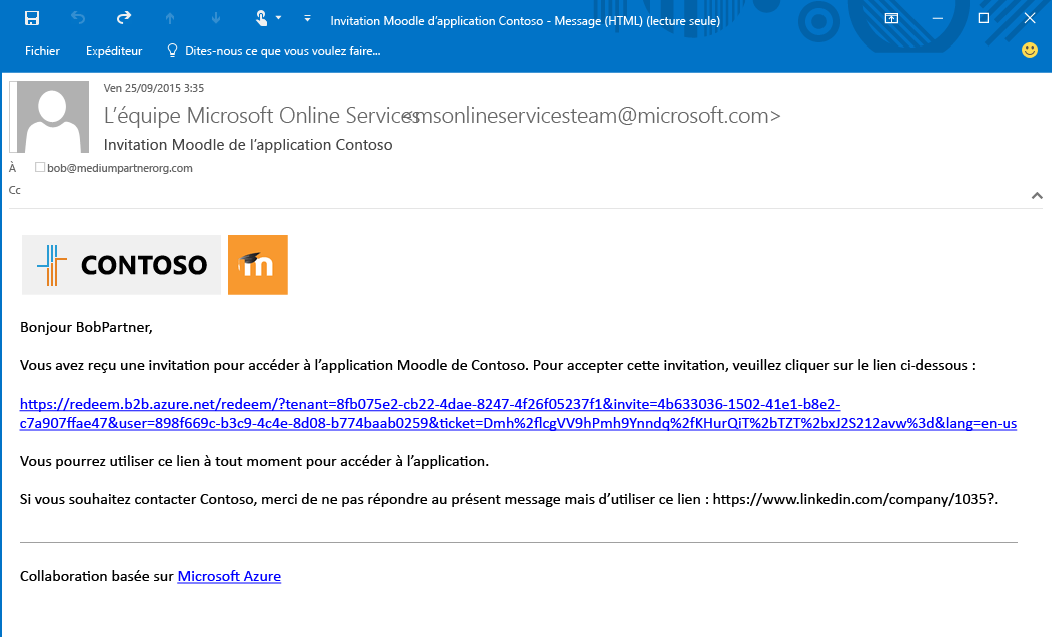 Invitation Moodle d'application Contoso - Message (HTML) (lecture seule)
Fichier Expéditeur Dites-nous ce que vous voulez faire...
Ven 25/09/2015 3:35
L'équipe Microsoft Online Services <msonlineservicesteam@microsoft.com>
Invitation Moodle de l'application Contoso
À bob@mediumpartnerorg.com
Cc
CONTOSO m
Bonjour BobPartner,
Vous avez reçu une invitation pour accéder à l'application Moodle de Contoso. Pour accepter cette invitation, veuillez cliquer sur le lien ci-dessous :
https://redeem.b2b.azure.net/redeem/?tenant=8fb075e2-cb22-4dae-8247-4f26f05237f1&invite=4b633036-1502-41e1-b8e2-
c7a907ffae47&user=898f669c-b3c9-4c4e-8d08-b774baab0259&ticket=Dmh%2flcgVV9hPmh9Ynndq%2fKHurQiT%2bTZT%2bxJ2S212avw%3d&lang=en-us
Vous pourrez utiliser ce lien à tout moment pour accéder à l'application.
Si vous souhaitez contacter Contoso, merci de ne pas répondre au présent message mais d'utiliser ce lien : https://www.linkedin.com/company/1035?.
Collaboration basée sur Microsoft Azure